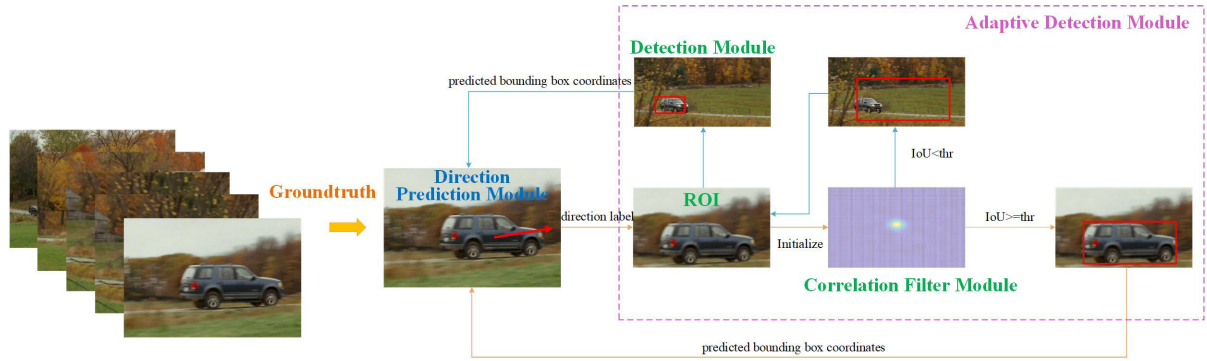 Adaptive Detection Module
Detection Module
predicted bounding box coordinates
IoU<thr
Groundtruth
Direction
Prediction Module
direction label
ROI
Initialize
IoU>=thr
Correlation Filter Module
predicted bounding box coordinates